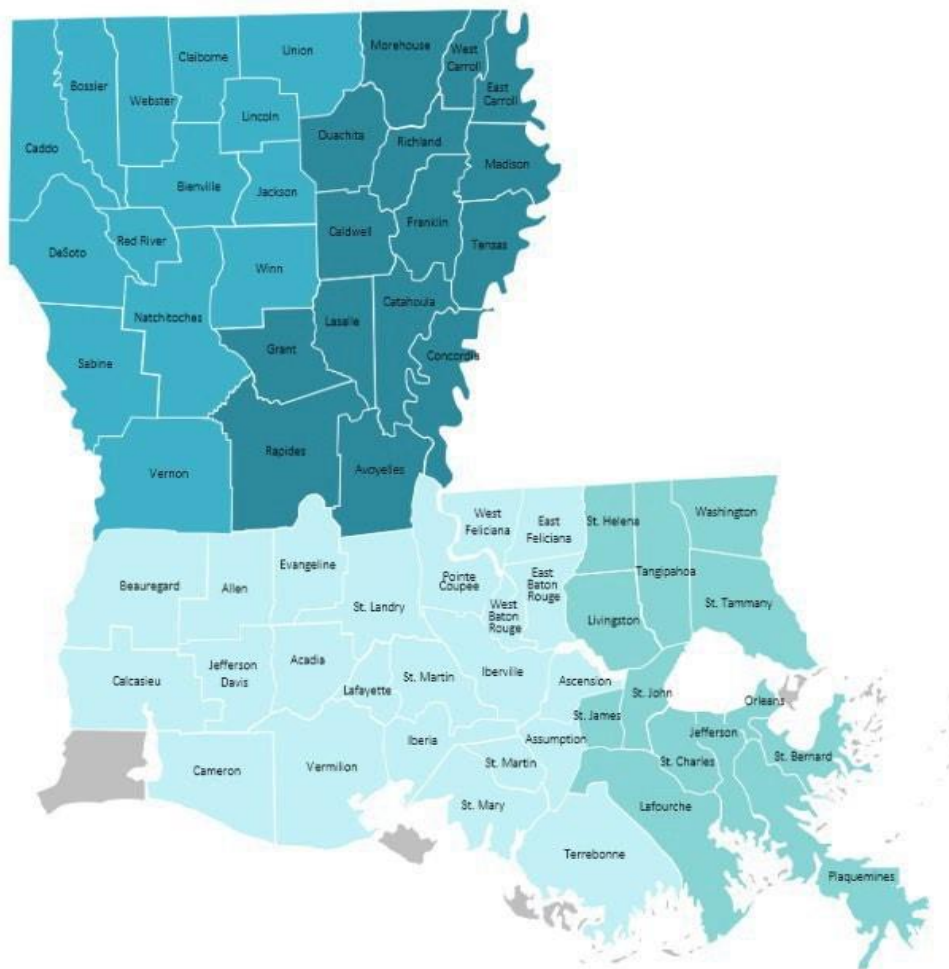 Morehouse
West
Carroll
Union
Claiborne
Bossier
East
Carroll
Webster
Lincoln
Ouachita
Richland
Caddo
Madison
Bienville
Jackson
Franklin
Caldwell
Red River
Tensas
DeSoto
Winn
Catahoula
Natchitoches
Lasalle
Grant
Concordia
Sabine
Rapides
Avoyelles
Vernon
West
Feliciana
East
Feliciana
St. Helena
Washington
Evangeline
Beauregard
Allen
Pointe
Coupee
East
Baton
Rouge
Tangipahoa
St. Landry
West
Baton
Rouge
St. Tammany
Livingston
Acadia
Jefferson
Davis
Calcasieu
Lafayette
St. Martin
Iberville
Ascension
St. John
Orleans
St. James
Jefferson
Iberia
Assumption
St. Bernard
St. Charles
Cameron
Vermilion
St. Martin
St. Mary
Lafourche
Terrebonne
Plaquemines